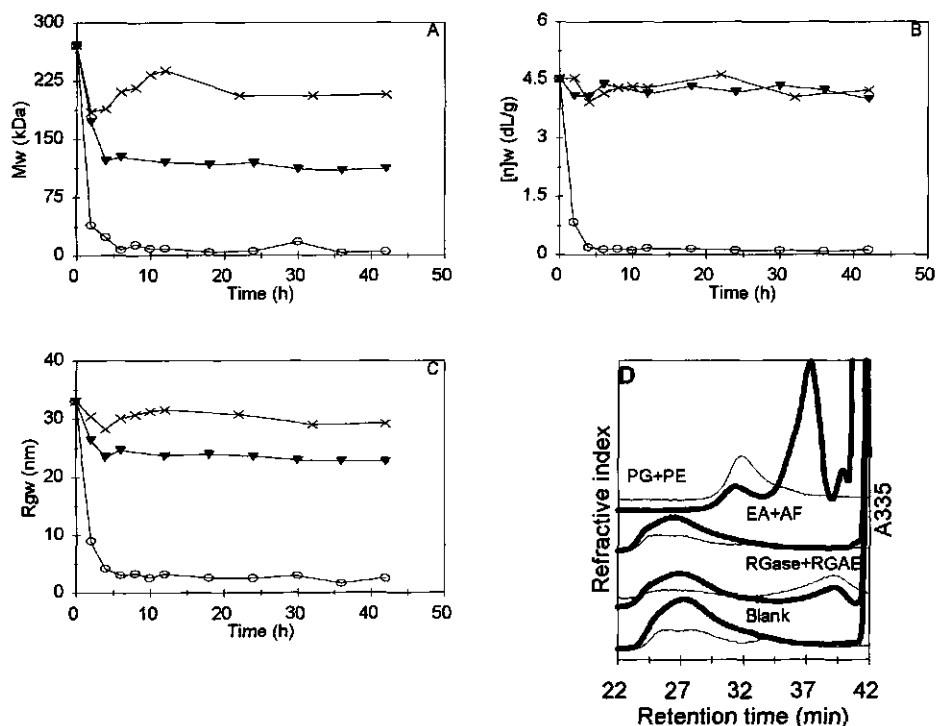 A
300
225
150
75
0
Mw (kDa)
0 10 20 30 40 50
Time (h)
B
6
4.5
3
1.5
0
[n]w (dL/g)
0 10 20 30 40 50
Time (h)
C
40
30
20
10
0
Rgw (nm)
0 10 20 30 40 50
Time (h)
D
Refractive index
PG+PE
EA+AF
RGase+RGAE
Blank
A335
22 27 32 37 42
Retention time (min)